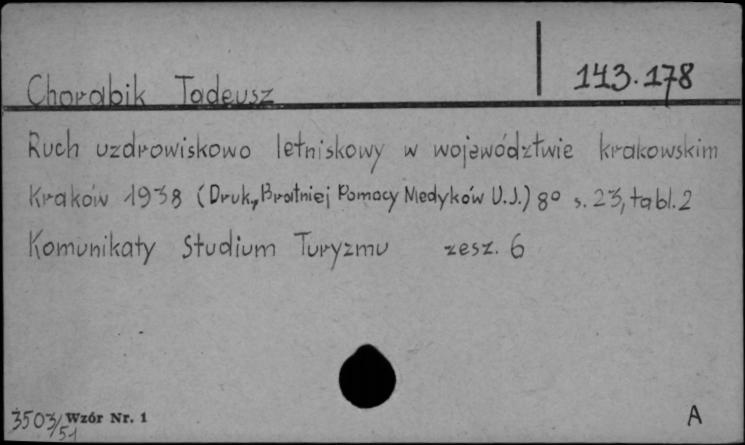 143.178
Chorabik Tadeusz
Ruch uzdrowiskowo letniskowy w województwie krakowskim
Kraków 1938 (Druk, Bratniej Pomocy Medyków U.J.) 8° s. 23, tabl. 2
Komunikaty Studium Turyzmu zesz. 6
3503/51 Wzór Nr. 1
A